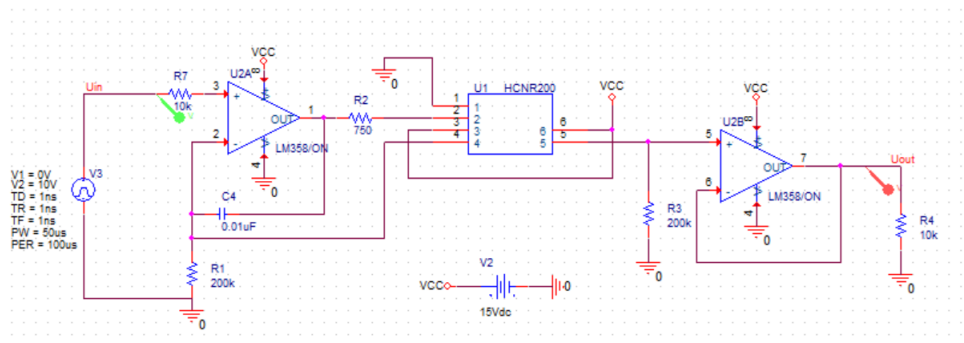 VCC
R7
10k
Uin
U2A
8
3
+
2
-
1
OUT
4
LM358/ON
0
R2
750
0
U1 HCNR200
1 1
2 2
3 3
4 4
6 6
5 5
VCC
VCC
U2B
8
5
+
6
-
7
OUT
4
LM358/ON
0
Uout
V3
V1 = 0V
V2 = 10V
TD = 1ns
TR = 1ns
TF = 1ns
PW = 50us
PER = 100us
C4
0.01uF
R1
200k
0
R3
200k
0
R4
10k
0
V2
VCC
15Vdc
0